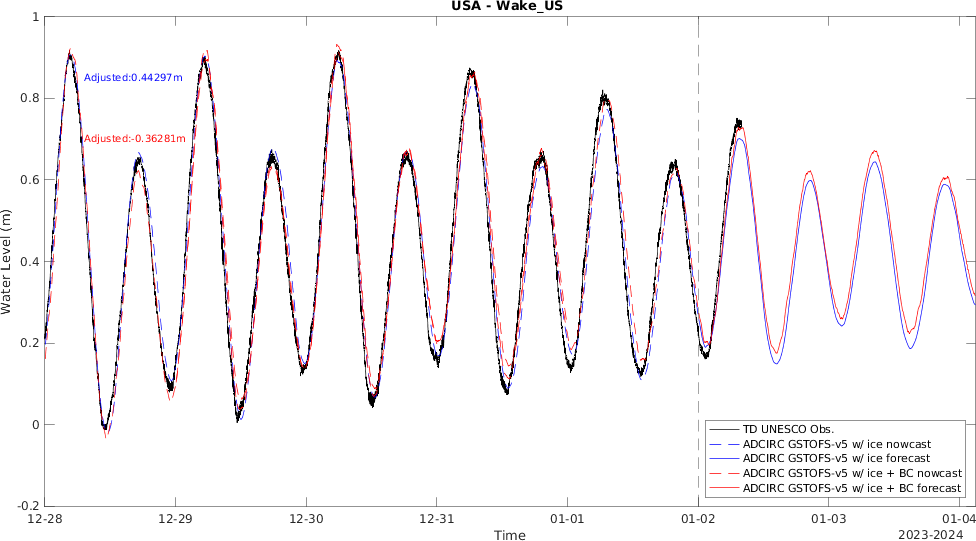 USA - Wake_US
1
0.8
0.6
0.4
0.2
0
-0.2
Water Level (m)
Adjusted:0.44297m
Adjusted:-0.36281m
TD UNESCO Obs.
ADCIRC GSTOFS-v5 w/ ice nowcast
ADCIRC GSTOFS-v5 w/ ice forecast
ADCIRC GSTOFS-v5 w/ ice + BC nowcast
ADCIRC GSTOFS-v5 w/ ice + BC forecast
12-28 12-29 12-30 12-31 01-01 01-02 01-03 01-04
Time
2023-2024